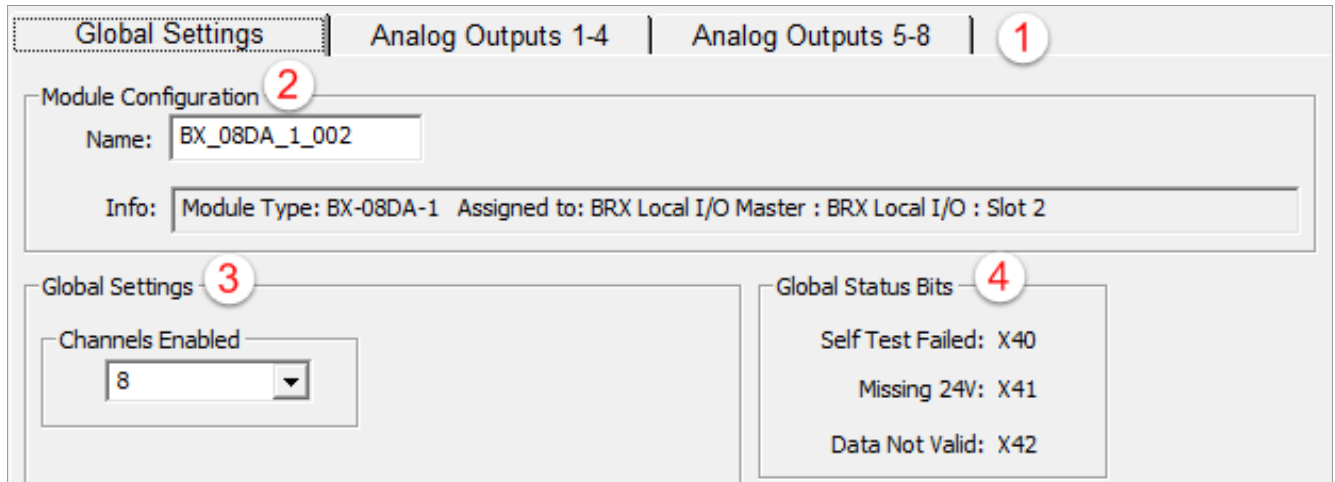 Global Settings Analog Outputs 1-4 Analog Outputs 5-8 1
Module Configuration 2
Name: BX_08DA_1_002
Info: Module Type: BX-08DA-1 Assigned to: BRX Local I/O Master : BRX Local I/O : Slot 2
Global Settings 3
Channels Enabled
8
Global Status Bits 4
Self Test Failed: X40
Missing 24V: X41
Data Not Valid: X42